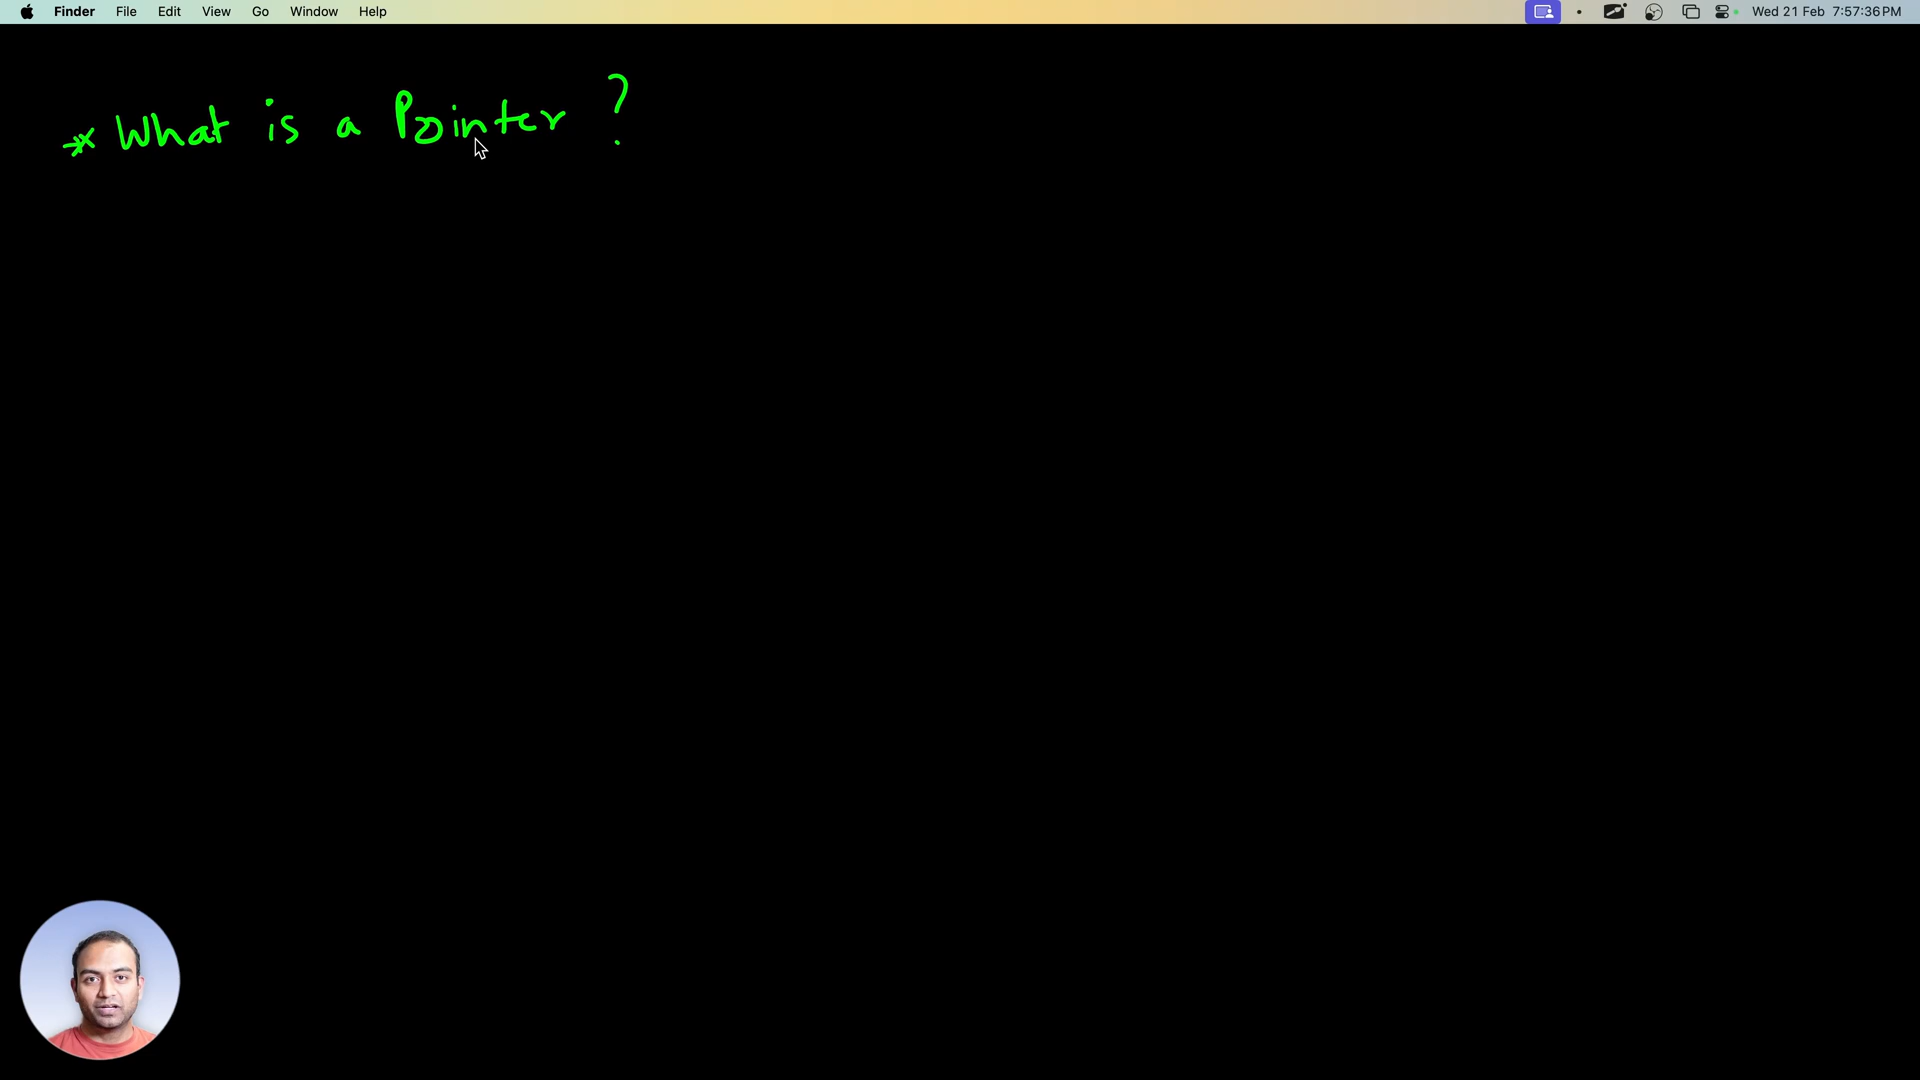 Finder File Edit View Go Window Help Wed 21 Feb 7:57:36 PM
* What is a Pointer ?